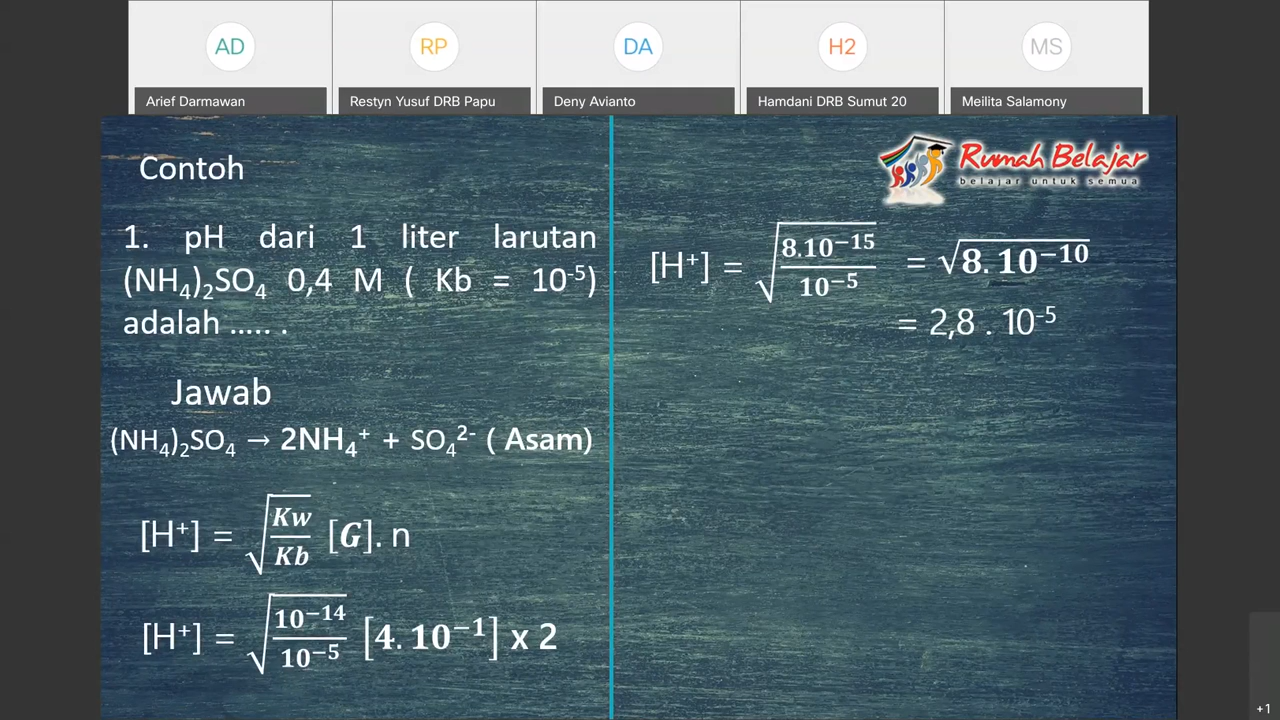 AD
RP
DA
H2
MS
Arief Darmawan
Restyn Yusuf DRB Papu
Deny Avianto
Hamdani DRB Sumut 20
Meilita Salamony
Contoh
1. pH dari 1 liter larutan
(NH₄)₂SO₄ 0,4 M ( Kb = 10⁻⁵)
adalah ..... .
Jawab
(NH₄)₂SO₄ → 2NH₄⁺ + SO₄²⁻ ( Asam)
[H⁺] = √(Kw/Kb) [G]. n
[H⁺] = √(10⁻¹⁴/10⁻⁵) [4. 10⁻¹] x 2
Rumah Belajar
belajar untuk semua
[H⁺] = √(8.10⁻¹⁵/10⁻⁵) = √8. 10⁻¹⁰
= 2,8 . 10⁻⁵
+1